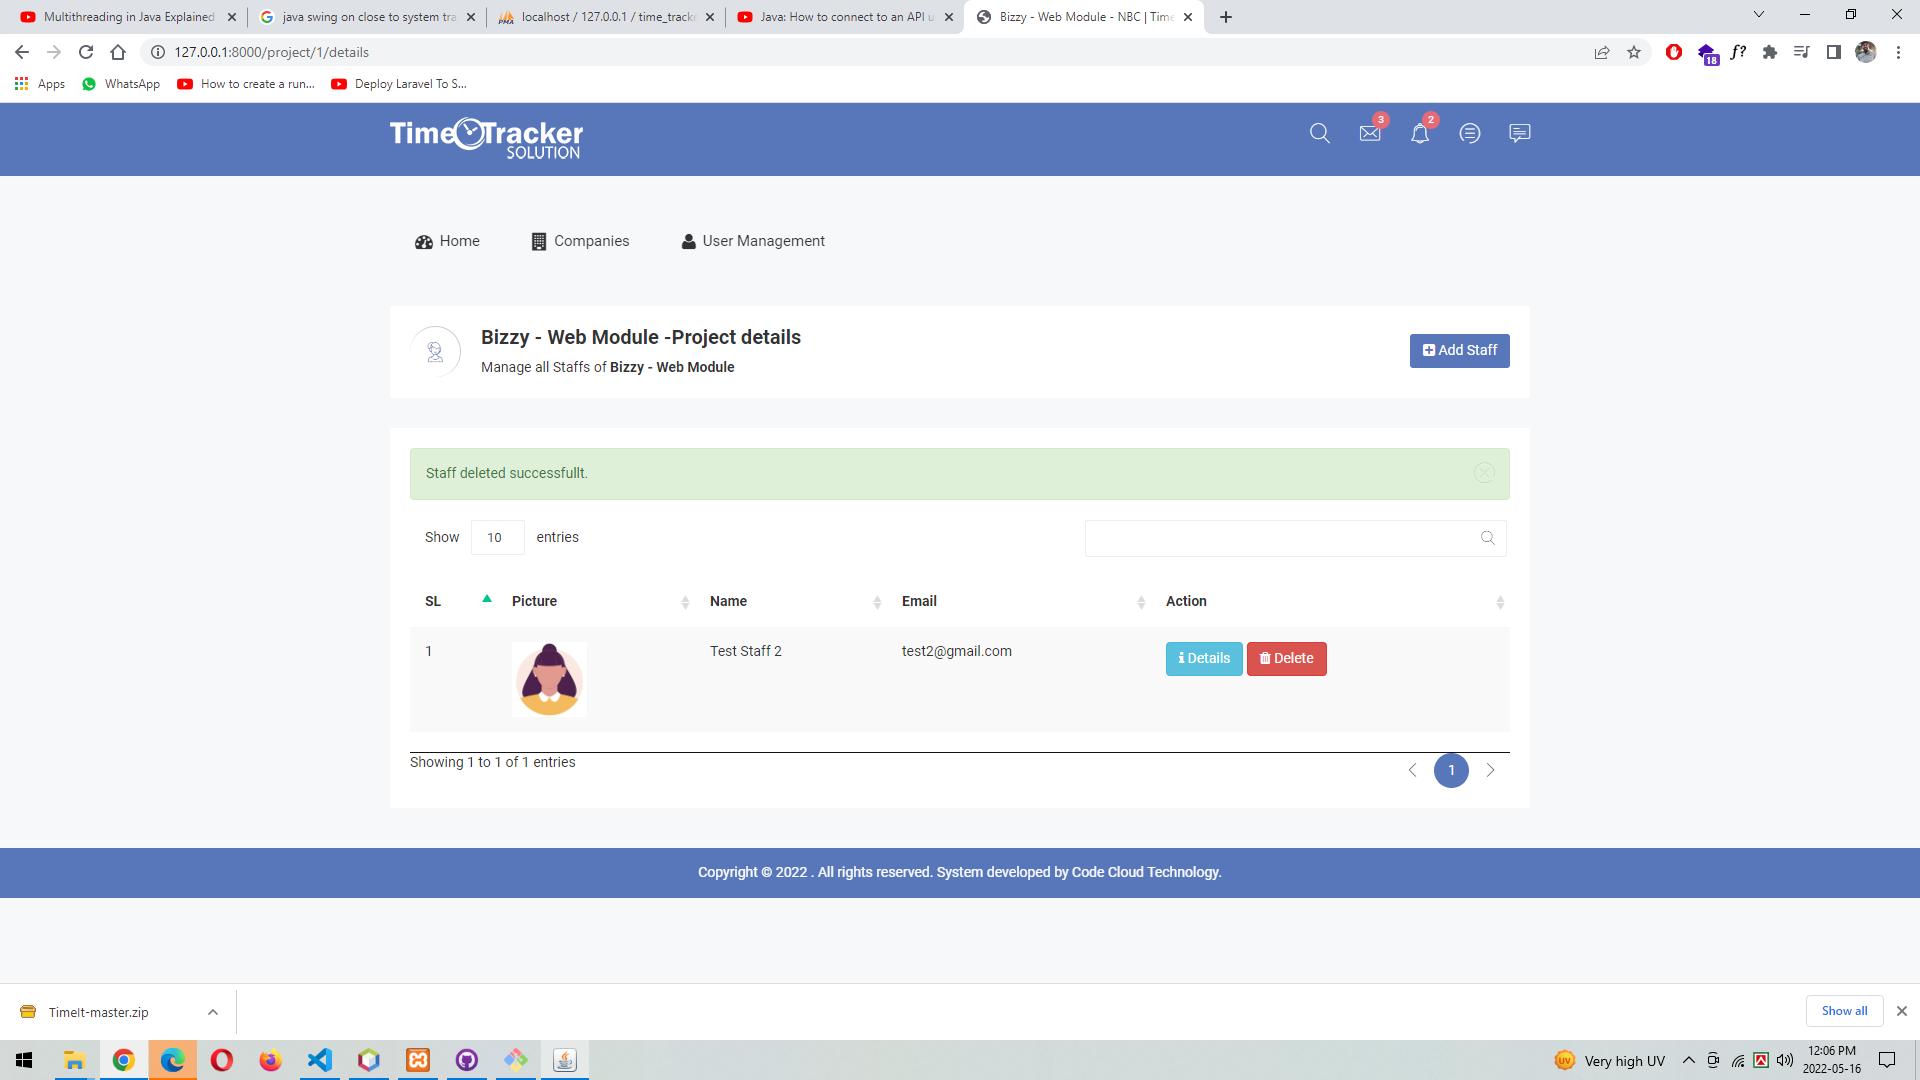 Multithreading in Java Explained
java swing on close to system tra
localhost / 127.0.0.1 / time_tracke
Java: How to connect to an API u
Bizzy - Web Module - NBC | Time
127.0.0.1:8000/project/1/details
18
f?
Apps
WhatsApp
How to create a run...
Deploy Laravel To S...
Time Tracker
SOLUTION
3
2
Home
Companies
User Management
Bizzy - Web Module -Project details
Manage all Staffs of Bizzy - Web Module
Add Staff
Staff deleted successfullt.
Show 10 entries
SL Picture Name Email Action
1 Test Staff 2 test2@gmail.com Details Delete
Showing 1 to 1 of 1 entries
1
Copyright © 2022 . All rights reserved. System developed by Code Cloud Technology.
TimeIt-master.zip
Show all
UV
Very high UV
12:06 PM
2022-05-16